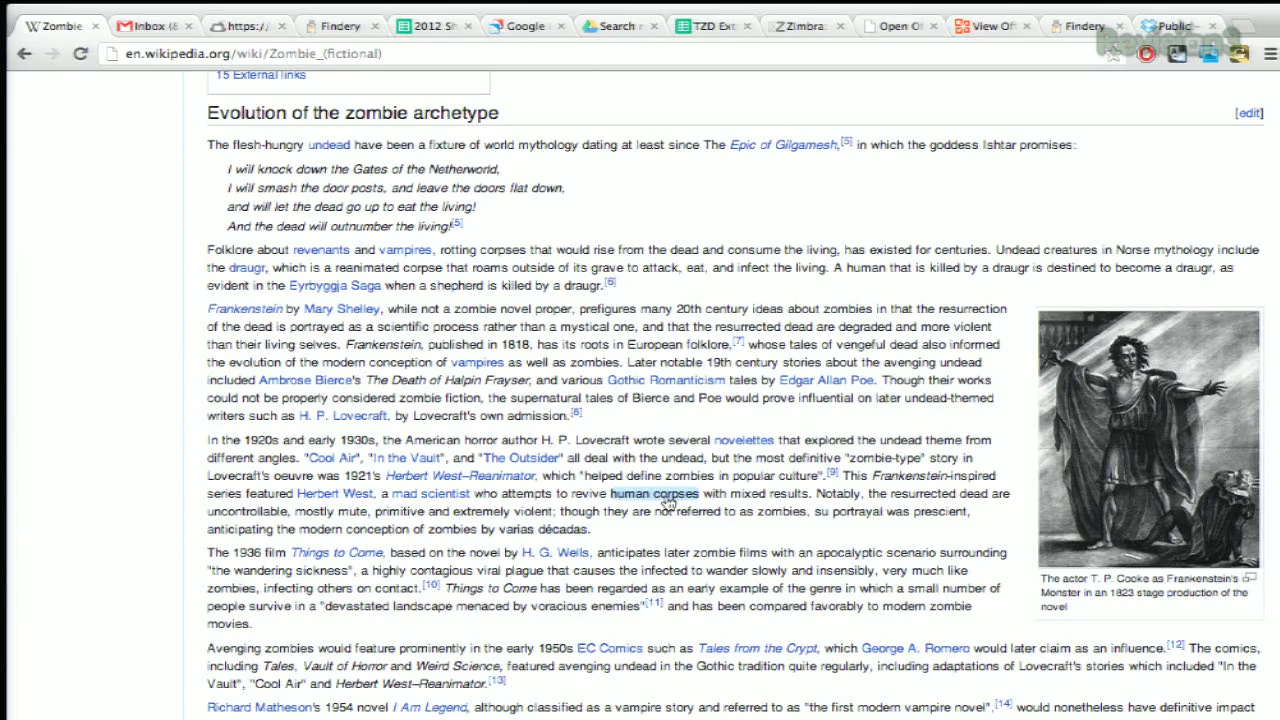 Zombie
Inbox (8
https:/
Findery
2012 S
Google
Search
TZD Ext
Zimbra:
Open O
View Of
Findery
Public
Revision3
en.wikipedia.org/wiki/Zombie_(fictional)
15 External links
Evolution of the zombie archetype
[edit]
The flesh-hungry undead have been a fixture of world mythology dating at least since The Epic of Gilgamesh,[5] in which the goddess Ishtar promises:
I will knock down the Gates of the Netherworld,
I will smash the door posts, and leave the doors flat down,
and will let the dead go up to eat the living!
And the dead will outnumber the living![5]
Folklore about revenants and vampires, rotting corpses that would rise from the dead and consume the living, has existed for centuries. Undead creatures in Norse mythology include
the draugr, which is a reanimated corpse that roams outside of its grave to attack, eat, and infect the living. A human that is killed by a draugr is destined to become a draugr, as
evident in the Eyrbyggja Saga when a shepherd is killed by a draugr.[6]
Frankenstein by Mary Shelley, while not a zombie novel proper, prefigures many 20th century ideas about zombies in that the resurrection
of the dead is portrayed as a scientific process rather than a mystical one, and that the resurrected dead are degraded and more violent
than their living selves. Frankenstein, published in 1818, has its roots in European folklore,[7] whose tales of vengeful dead also informed
the evolution of the modern conception of vampires as well as zombies. Later notable 19th century stories about the avenging undead
included Ambrose Bierce's The Death of Halpin Frayser, and various Gothic Romanticism tales by Edgar Allan Poe. Though their works
could not be properly considered zombie fiction, the supernatural tales of Bierce and Poe would prove influential on later undead-themed
writers such as H. P. Lovecraft, by Lovecraft's own admission.[8]
In the 1920s and early 1930s, the American horror author H. P. Lovecraft wrote several novelettes that explored the undead theme from
different angles. "Cool Air", "In the Vault", and "The Outsider" all deal with the undead, but the most definitive "zombie-type" story in
Lovecraft's oeuvre was 1921's Herbert West–Reanimator, which "helped define zombies in popular culture".[9] This Frankenstein-inspired
series featured Herbert West, a mad scientist who attempts to revive human corpses with mixed results. Notably, the resurrected dead are
uncontrollable, mostly mute, primitive and extremely violent; though they are not referred to as zombies, su portrayal was prescient,
anticipating the modern conception of zombies by varias décadas.
The 1936 film Things to Come, based on the novel by H. G. Wells, anticipates later zombie films with an apocalyptic scenario surrounding
"the wandering sickness", a highly contagious viral plague that causes the infected to wander slowly and insensibly, very much like
zombies, infecting others on contact.[10] Things to Come has been regarded as an early example of the genre in which a small number of
people survive in a "devastated landscape menaced by voracious enemies"[11] and has been compared favorably to modern zombie
movies.
The actor T. P. Cooke as Frankenstein's
Monster in an 1823 stage production of the
novel
Avenging zombies would feature prominently in the early 1950s EC Comics such as Tales from the Crypt, which George A. Romero would later claim as an influence.[12] The comics,
including Tales, Vault of Horror and Weird Science, featured avenging undead in the Gothic tradition quite regularly, including adaptations of Lovecraft's stories which included "In the
Vault", "Cool Air" and Herbert West–Reanimator.[13]
Richard Matheson's 1954 novel I Am Legend, although classified as a vampire story and referred to as "the first modern vampire novel",[14] would nonetheless have definitive impact